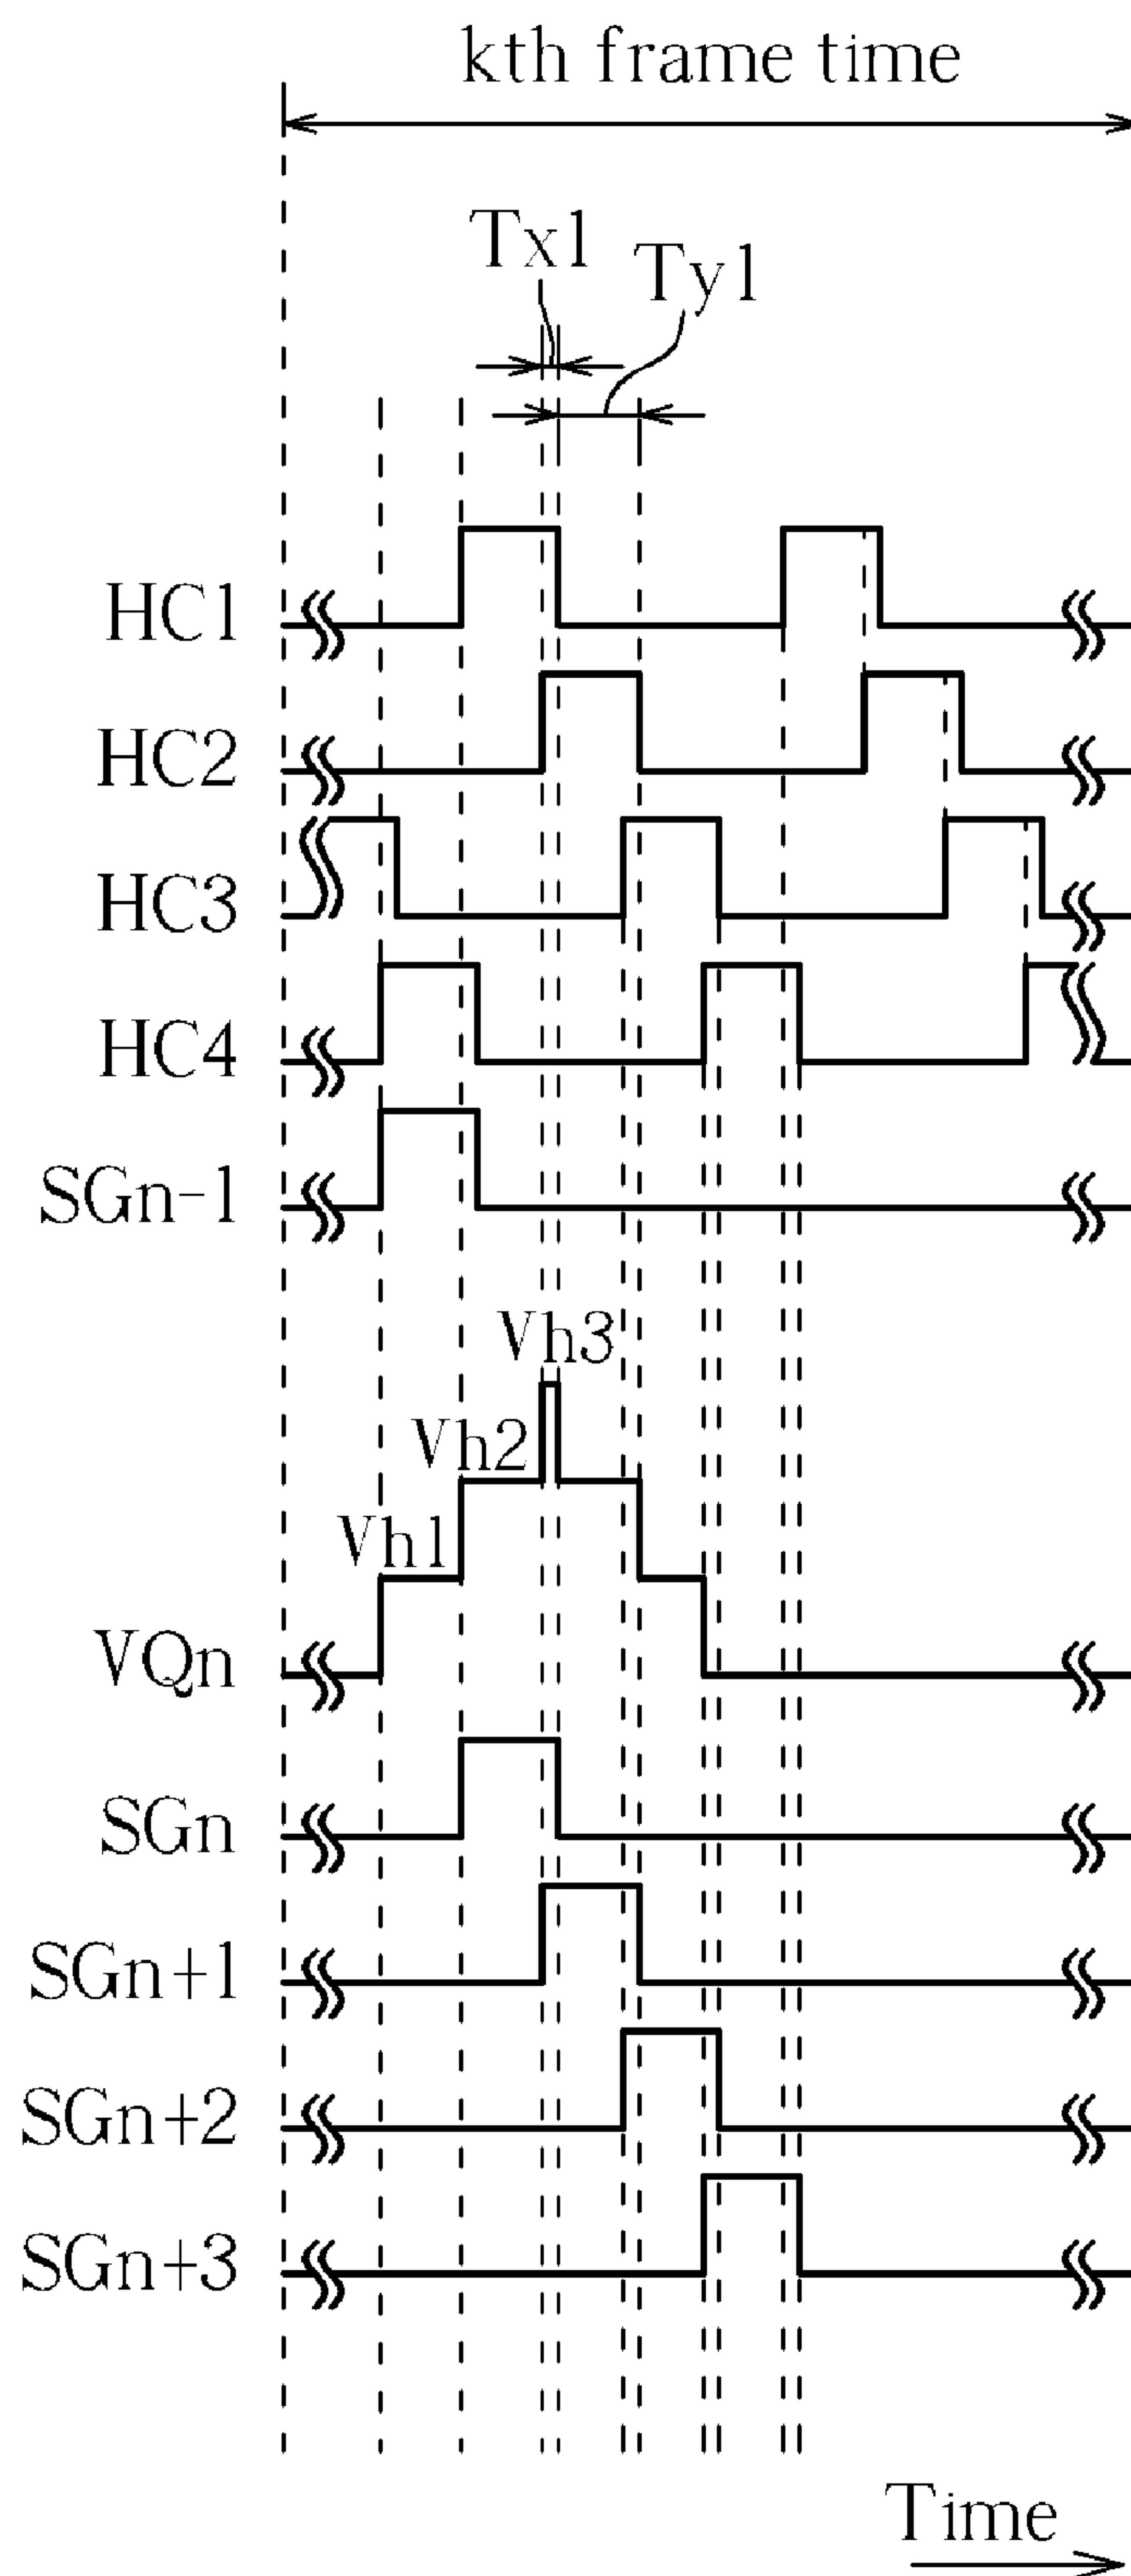 kth frame time
Tx1
Ty1
HC1
HC2
HC3
HC4
SGn-1
Vh3
Vh2
Vh1
VQn
SGn
SGn+1
SGn+2
SGn+3
Time